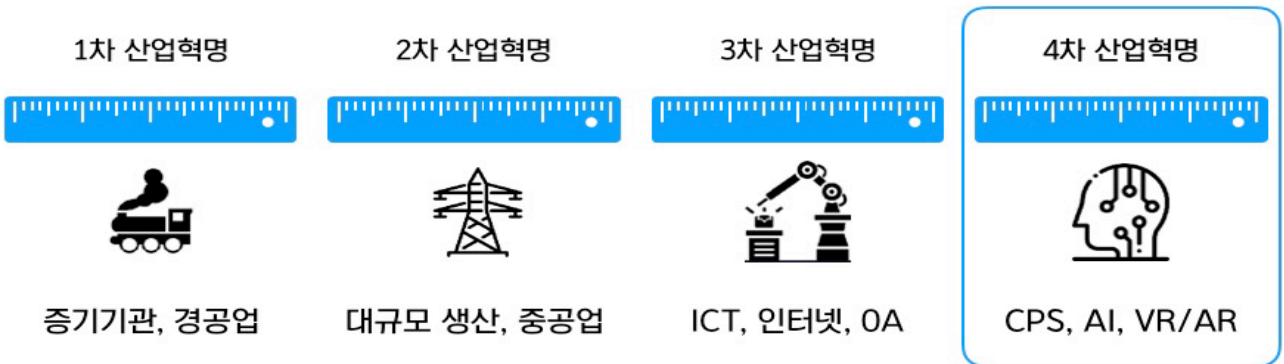 1차 산업혁명
2차 산업혁명
3차 산업혁명
4차 산업혁명
증기기관, 경공업
대규모 생산, 중공업
ICT, 인터넷, OA
CPS, AI, VR/AR